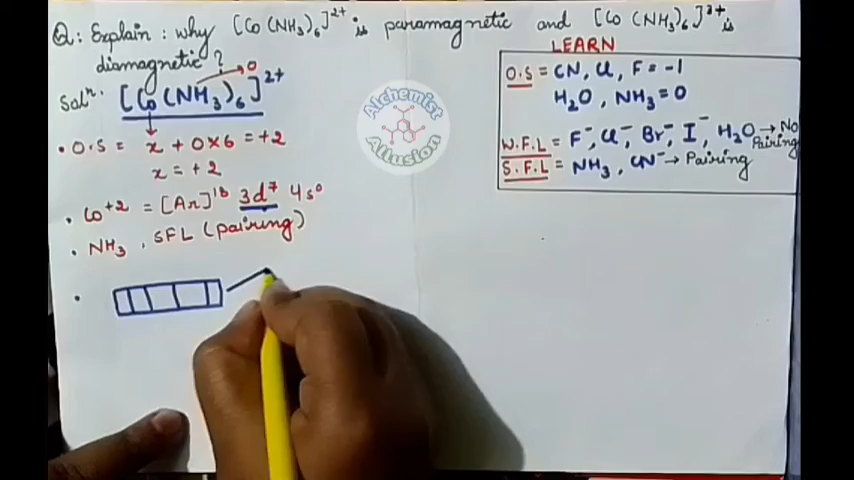 Q: Explain: why [Co(NH3)6]2+ is paramagnetic and [Co(NH3)6]3+ is
diamagnetic?
Solⁿ. [Co(NH3)6]2+ → 0
• O.S = x + 0×6 = +2
x = +2
• Co+2 = [Ar]18 3d7 4s0
• NH3, SFL (pairing)
•
LEARN
O.S = CN, Cl, F = -1
H2O, NH3 = 0
W.F.L = F-, Cl-, Br-, I-, H2O → No Pairing
S.F.L = NH3, CN- → Pairing
Alchemist
Allusion